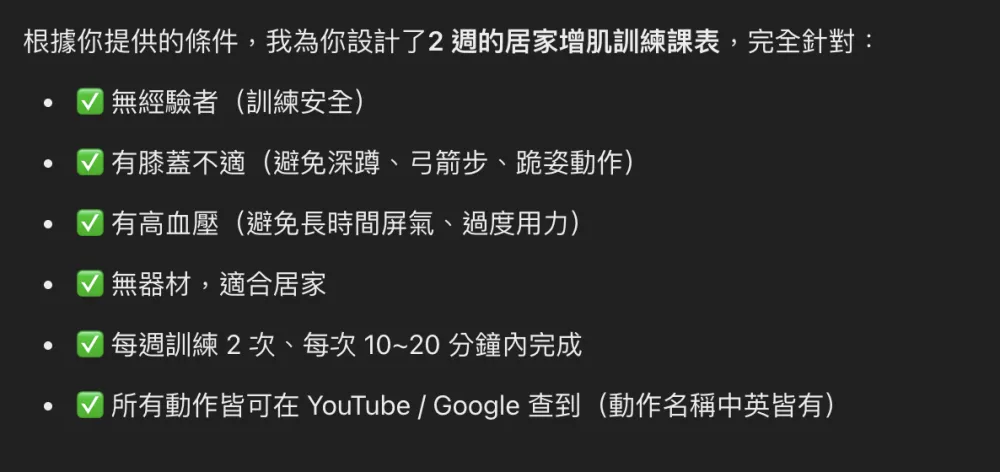 根據你提供的條件，我為你設計了2 週的居家增肌訓練課表，完全針對：
• ✅ 無經驗者（訓練安全）
• ✅ 有膝蓋不適（避免深蹲、弓箭步、跪姿動作）
• ✅ 有高血壓（避免長時間屏氣、過度用力）
• ✅ 無器材，適合居家
• ✅ 每週訓練 2 次、每次 10~20 分鐘內完成
• ✅ 所有動作皆可在 YouTube / Google 查到（動作名稱中英皆有）